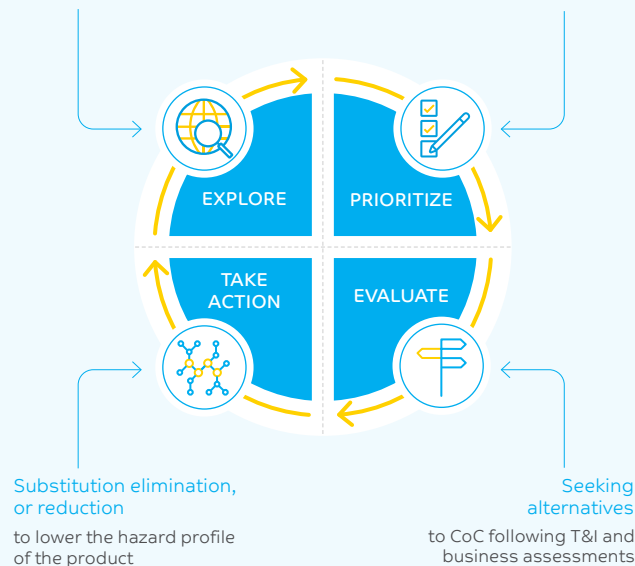 EXPLORE
PRIORITIZE
TAKE
ACTION
EVALUATE
Substitution elimination,
or reduction
to lower the hazard profile
of the product
Seeking
alternatives
to CoC following T&I and
business assessments